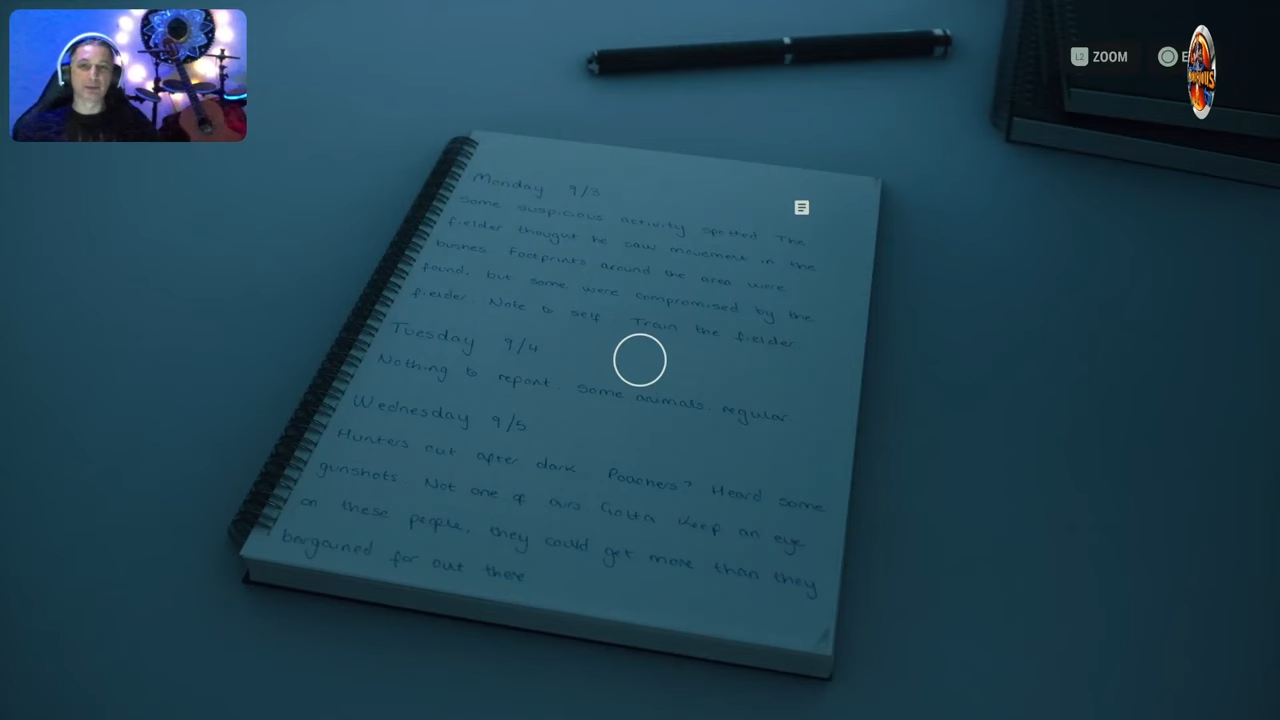 L2 ZOOM
Monday 9/3
Some suspicious activity spotted. The
fielder thought he saw movement in the
bushes. Footprints around the area were
found, but some were compromised by the
fielder. Note to self. Train the fielder
Tuesday 9/4
Nothing to report. some animals. regular.
Wednesday 9/5
Hunters out after dark. Poachers? Heard some
gunshots. Not one of ours. Gotta keep an eye
on these people, they could get more than they
bargained for out there